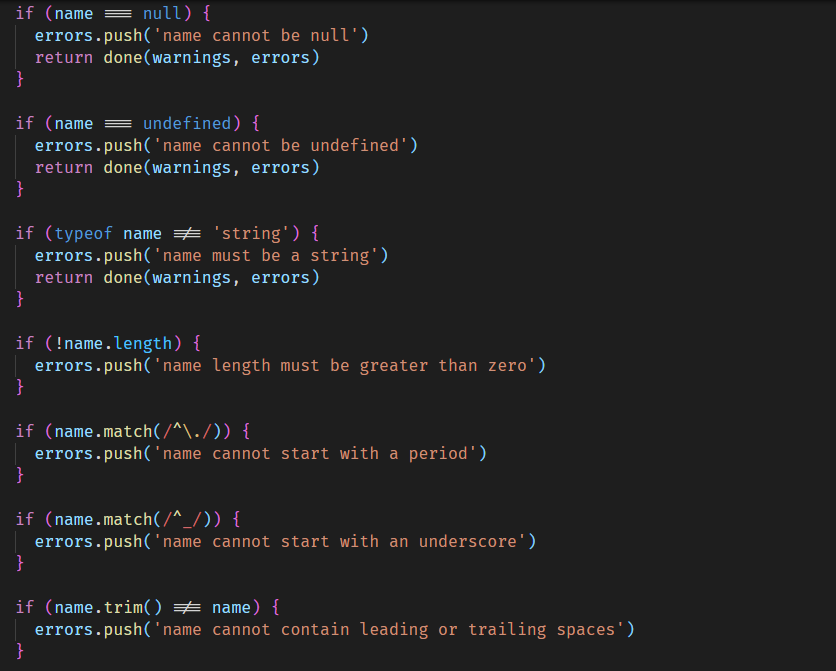 if (name === null) {
  errors.push('name cannot be null')
  return done(warnings, errors)
}

if (name === undefined) {
  errors.push('name cannot be undefined')
  return done(warnings, errors)
}

if (typeof name !== 'string') {
  errors.push('name must be a string')
  return done(warnings, errors)
}

if (!name.length) {
  errors.push('name length must be greater than zero')
}

if (name.match(/^\./)) {
  errors.push('name cannot start with a period')
}

if (name.match(/^_/)) {
  errors.push('name cannot start with an underscore')
}

if (name.trim() !== name) {
  errors.push('name cannot contain leading or trailing spaces')
}